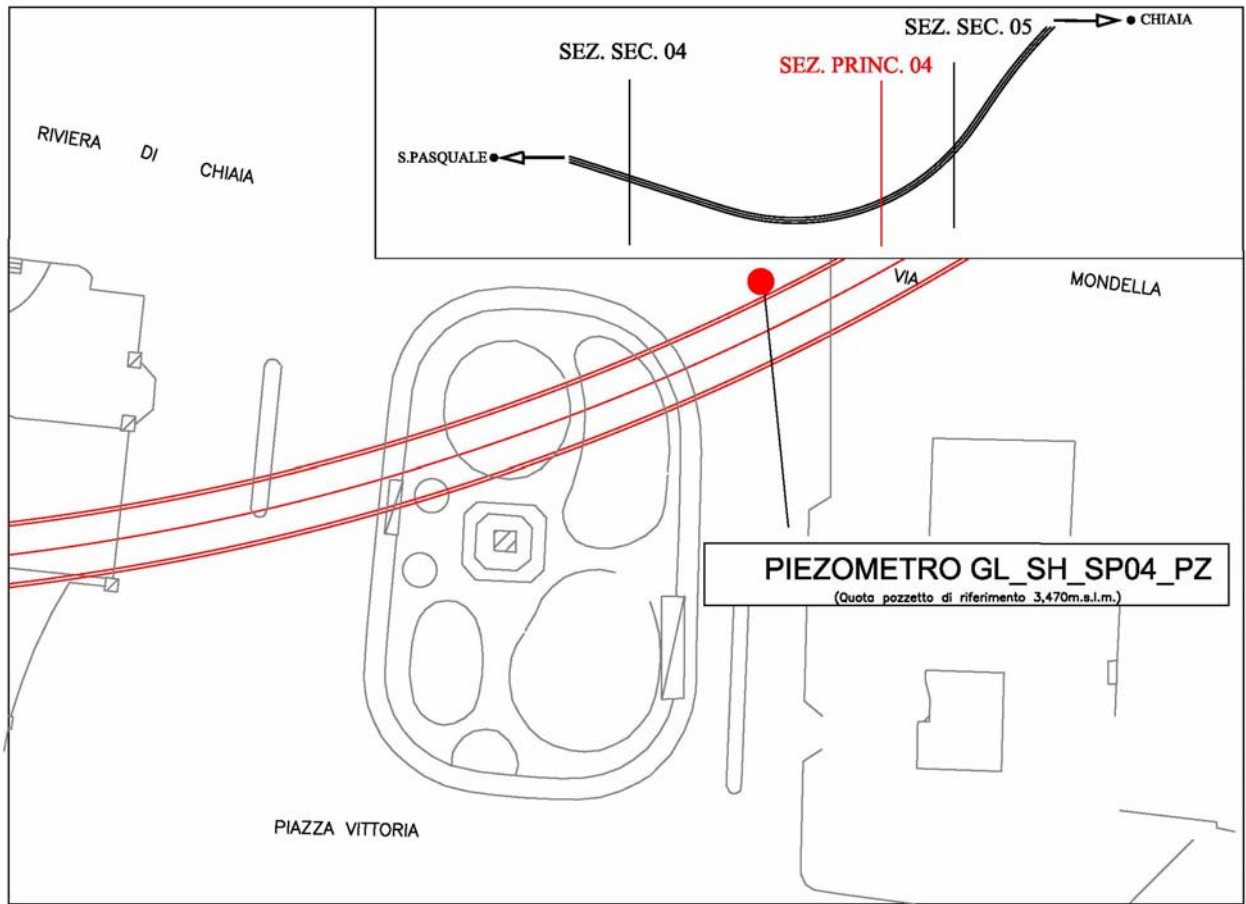 SEZ. SEC. 04
SEZ. PRINC. 04
SEZ. SEC. 05
CHIAIA
S.PASQUALE
RIVIERA DI CHIAIA
VIA MONDELLA
PIEZOMETRO GL_SH_SP04_PZ
(Quota pozzetto di riferimento 3,470m.s.l.m.)
PIAZZA VITTORIA